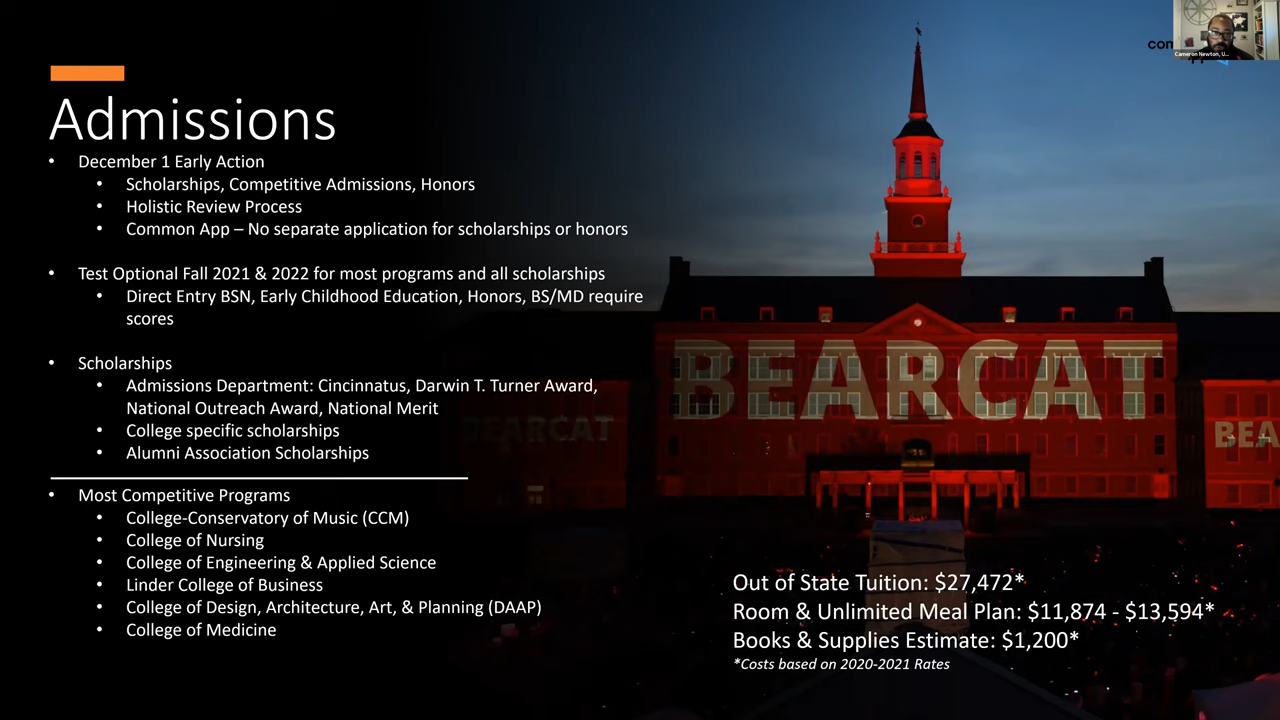 com
Cameron Newton, U...
Admissions
• December 1 Early Action
• Scholarships, Competitive Admissions, Honors
• Holistic Review Process
• Common App – No separate application for scholarships or honors
• Test Optional Fall 2021 & 2022 for most programs and all scholarships
• Direct Entry BSN, Early Childhood Education, Honors, BS/MD require
scores
• Scholarships
• Admissions Department: Cincinnatus, Darwin T. Turner Award,
National Outreach Award, National Merit
• College specific scholarships
• Alumni Association Scholarships
• Most Competitive Programs
• College-Conservatory of Music (CCM)
• College of Nursing
• College of Engineering & Applied Science
• Linder College of Business
• College of Design, Architecture, Art, & Planning (DAAP)
• College of Medicine
BEARCAT
BEARCAT
BEA
Out of State Tuition: $27,472*
Room & Unlimited Meal Plan: $11,874 - $13,594*
Books & Supplies Estimate: $1,200*
*Costs based on 2020-2021 Rates